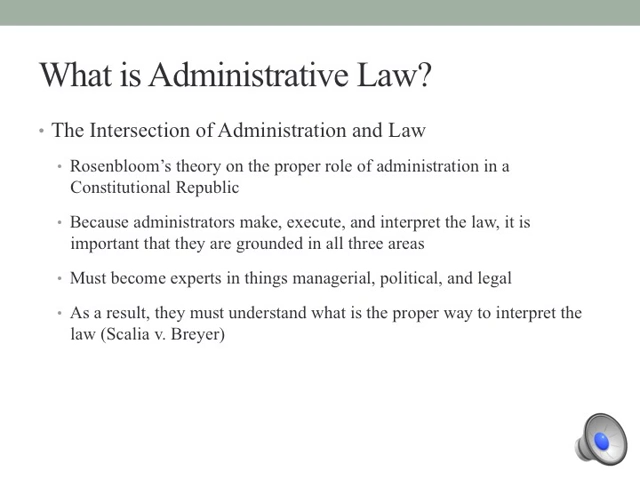 What is Administrative Law?
• The Intersection of Administration and Law
• Rosenbloom’s theory on the proper role of administration in a
Constitutional Republic
• Because administrators make, execute, and interpret the law, it is
important that they are grounded in all three areas
• Must become experts in things managerial, political, and legal
• As a result, they must understand what is the proper way to interpret the
law (Scalia v. Breyer)